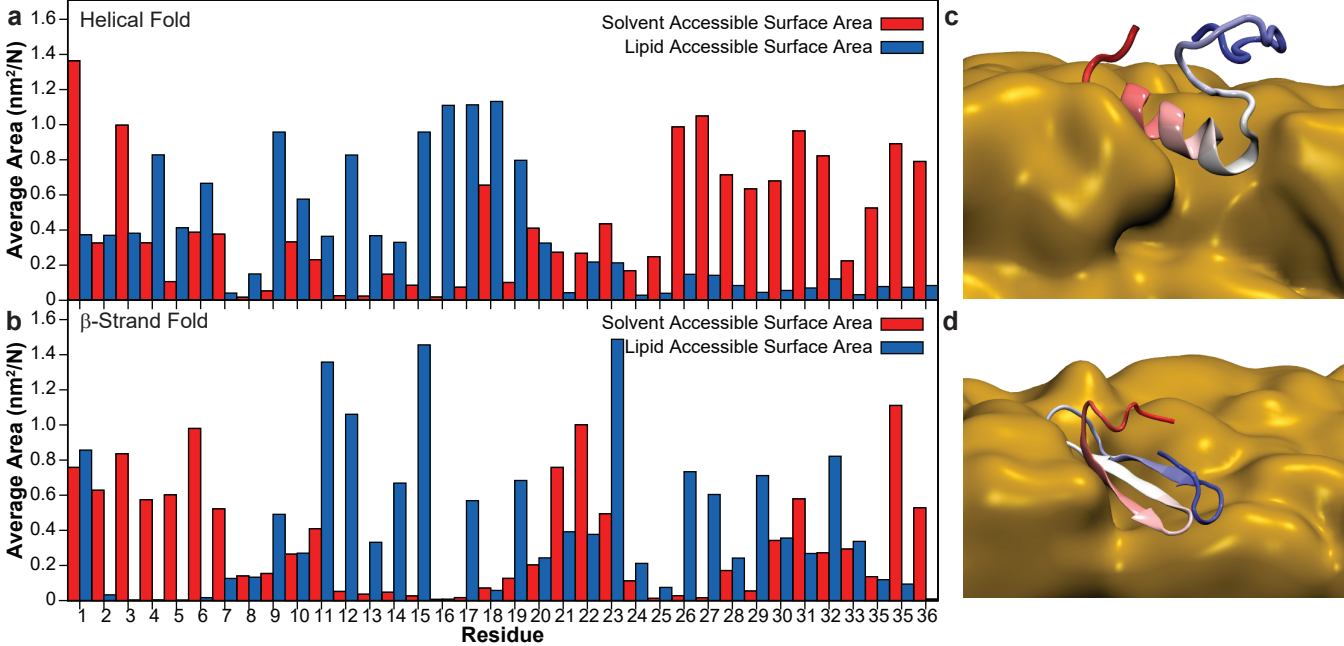 a
Helical Fold
Solvent Accessible Surface Area
Lipid Accessible Surface Area
Average Area (nm²/N)
1.6
1.4
1.2
1.0
0.8
0.6
0.4
0.2
0
b
β-Strand Fold
Solvent Accessible Surface Area
Lipid Accessible Surface Area
Average Area (nm²/N)
1.6
1.4
1.2
1.0
0.8
0.6
0.4
0.2
0
1 2 3 4 5 6 7 8 9 10 11 12 13 14 15 16 17 18 19 20 21 22 23 24 25 26 27 28 29 30 31 32 33 35 35 36
Residue
c
d